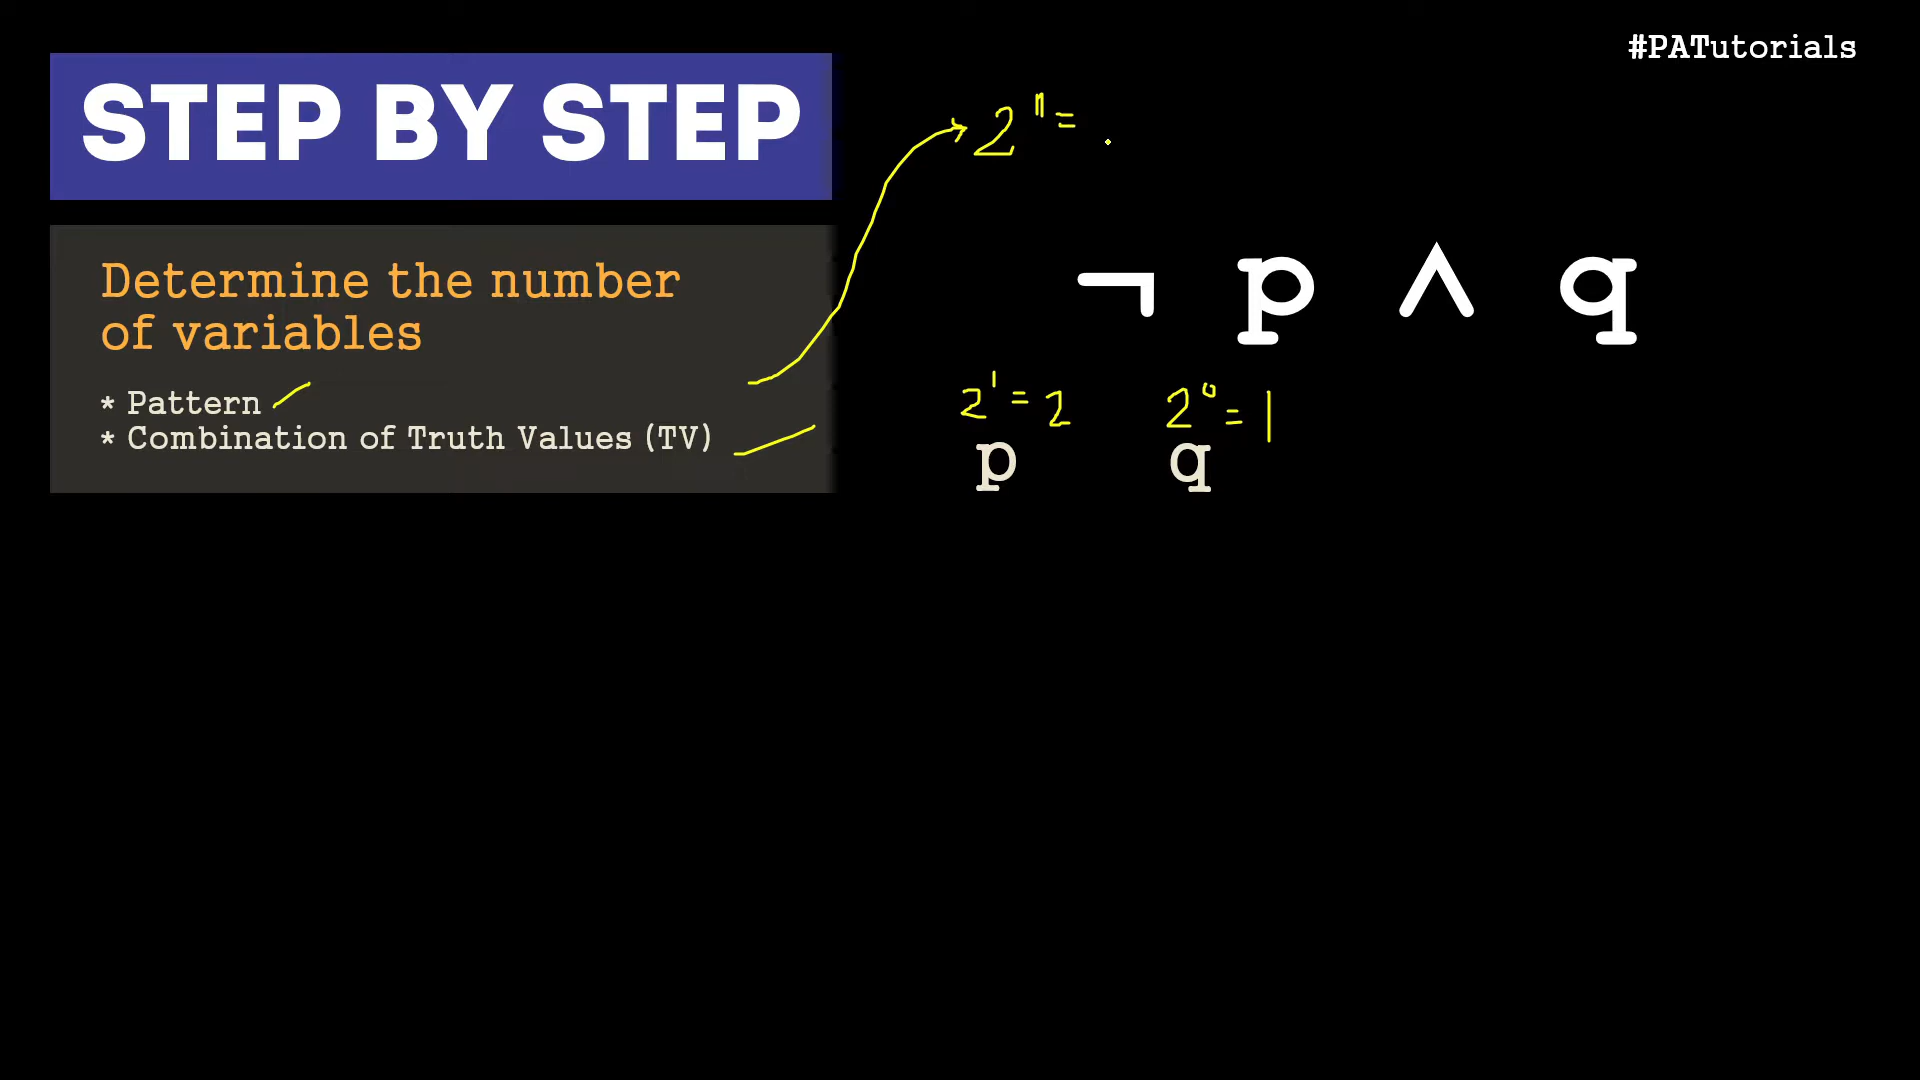 #PATutorials
STEP BY STEP
2ⁿ =
Determine the number
of variables
* Pattern
* Combination of Truth Values (TV)
¬ p ∧ q
2¹ = 2 2⁰ = 1
p q